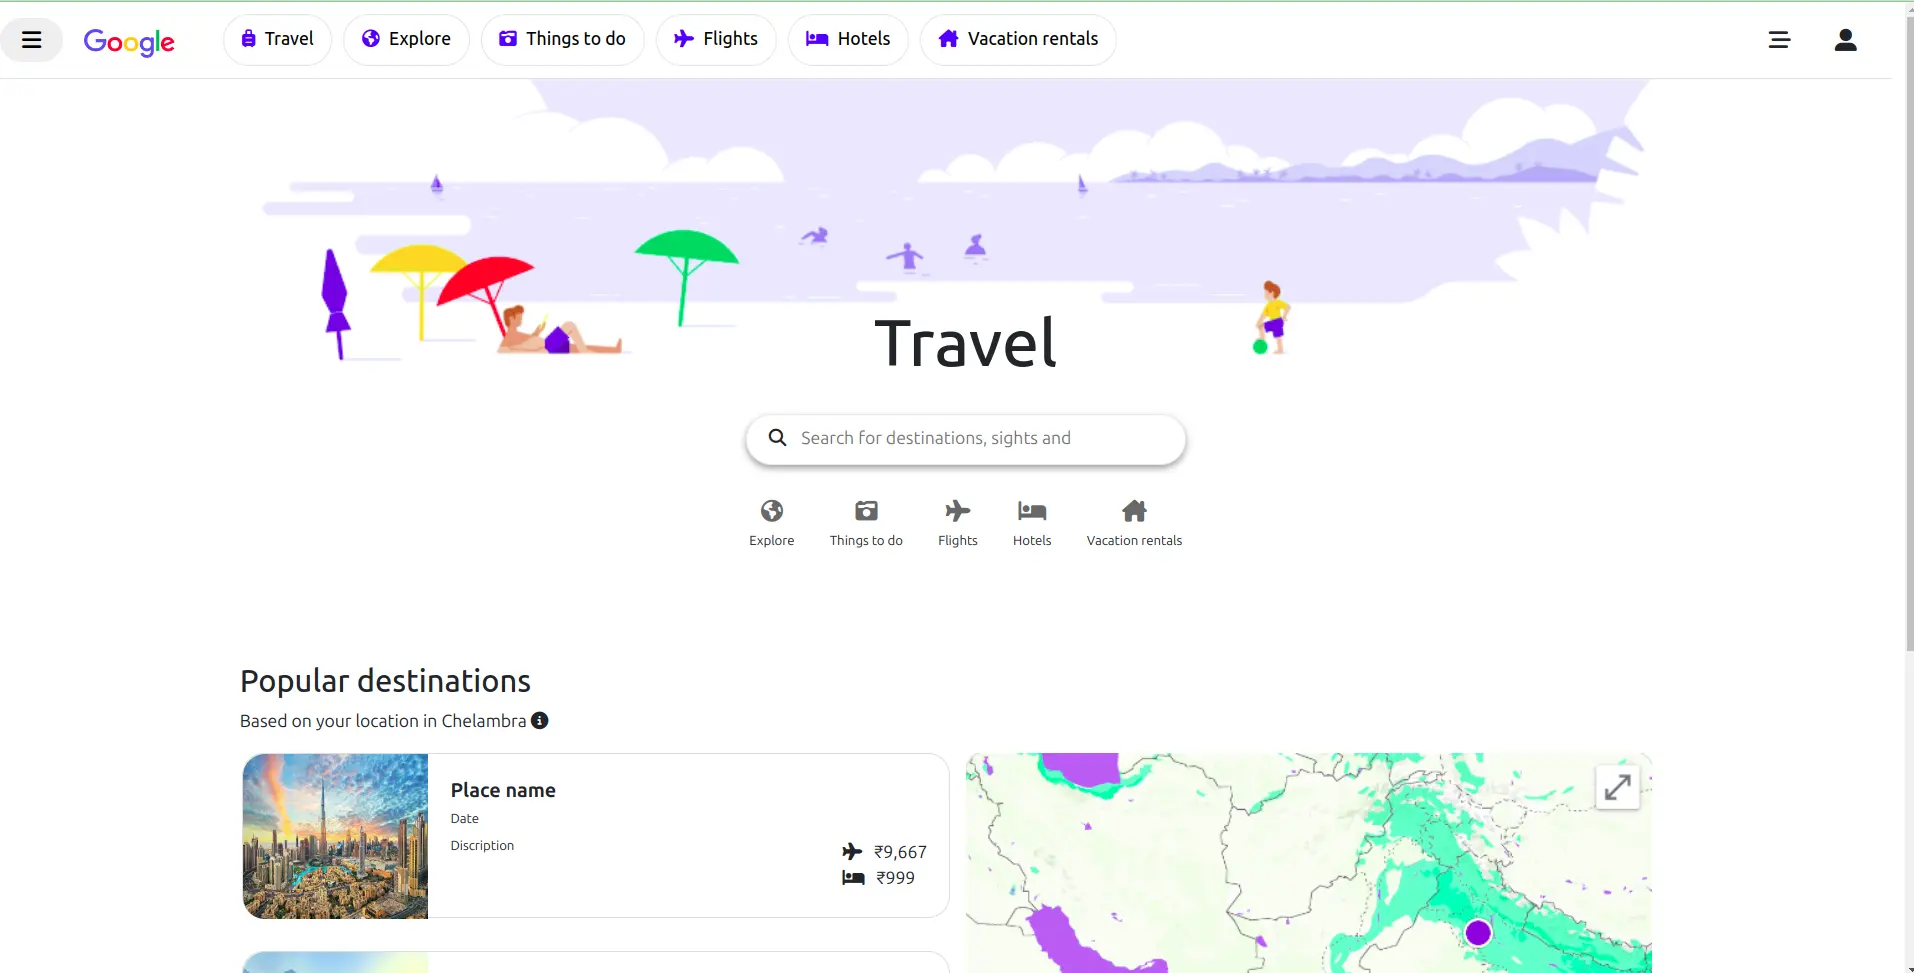 Google
Travel
Explore
Things to do
Flights
Hotels
Vacation rentals
Travel
Search for destinations, sights and
Explore
Things to do
Flights
Hotels
Vacation rentals
Popular destinations
Based on your location in Chelambra
Place name
Date
Discription
₹9,667
₹999